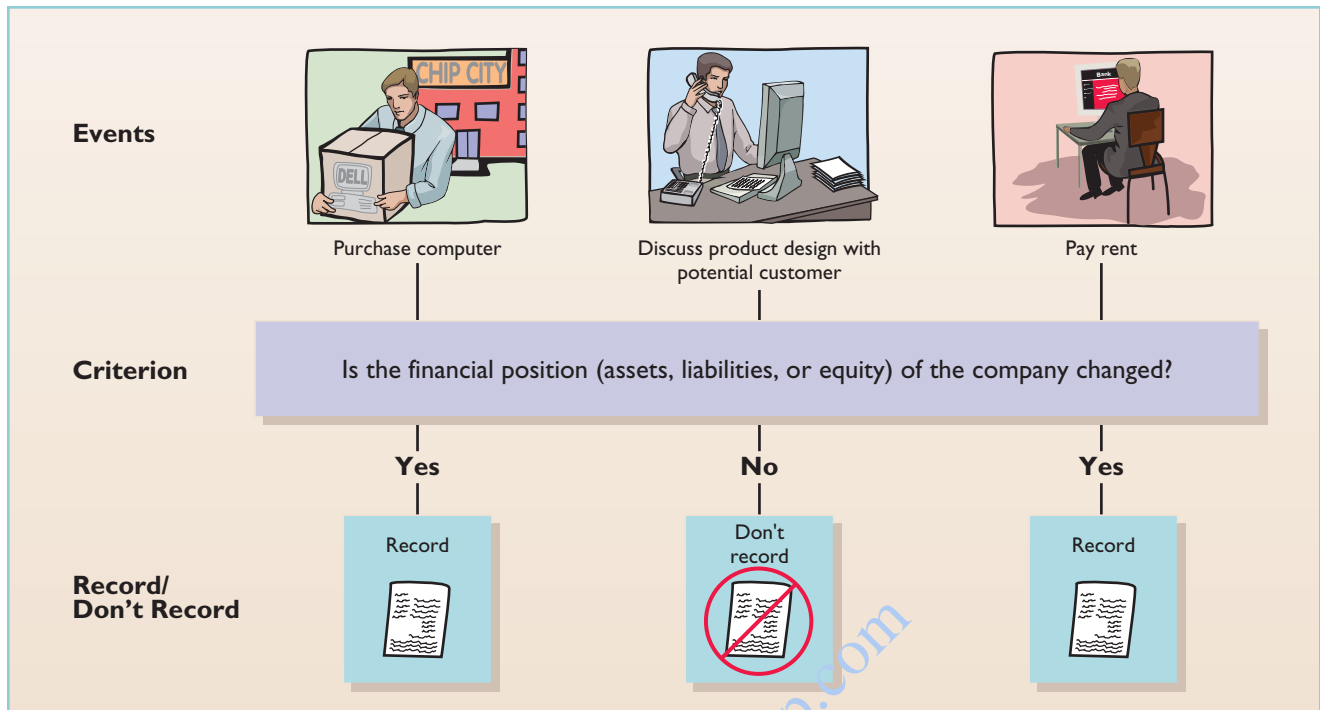 Events
CHIP CITY
DELL
Bank
Purchase computer
Discuss product design with
potential customer
Pay rent
Criterion
Is the financial position (assets, liabilities, or equity) of the company changed?
Yes
No
Yes
Record/
Don't Record
Record
Don't
record
Record
p.com